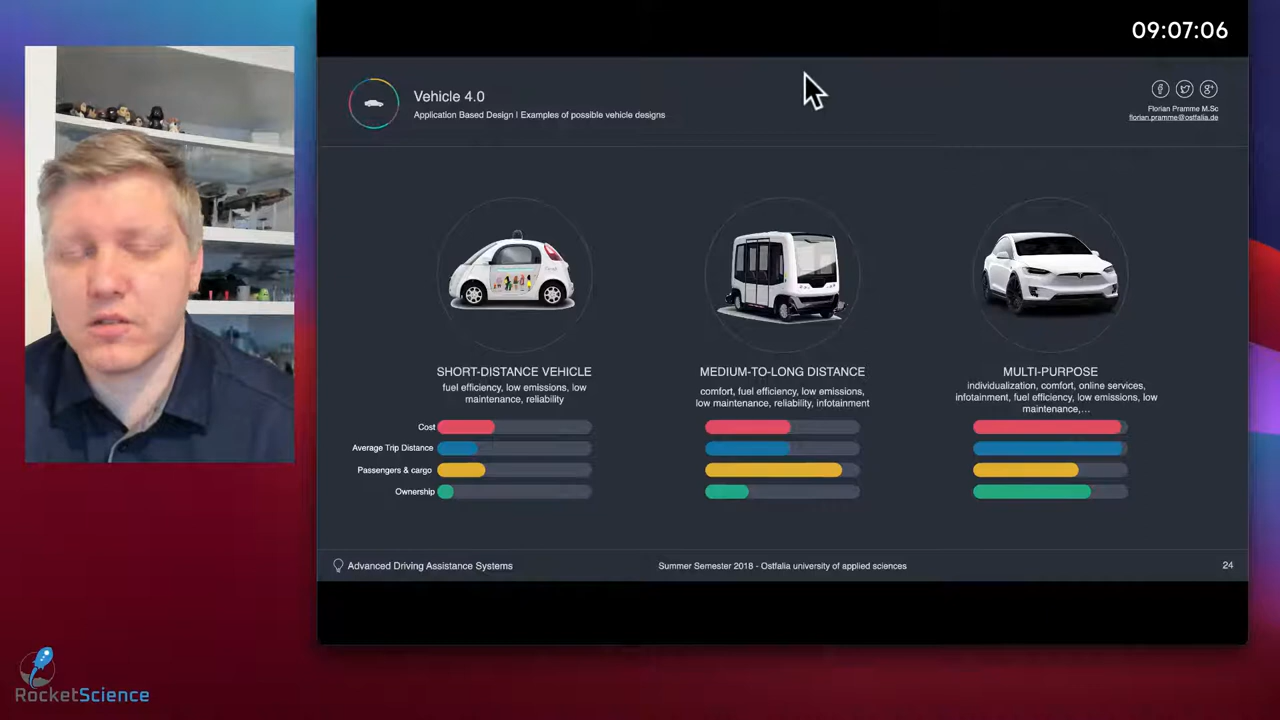 09:07:06
Vehicle 4.0
Application Based Design | Examples of possible vehicle designs
Florian Pramme M.Sc
florian.pramme@ostfalia.de
SHORT-DISTANCE VEHICLE
fuel efficiency, low emissions, low
maintenance, reliability
MEDIUM-TO-LONG DISTANCE
comfort, fuel efficiency, low emissions,
low maintenance, reliability, infotainment
MULTI-PURPOSE
individualization, comfort, online services,
infotainment, fuel efficiency, low emissions, low
maintenance,...
Cost
Average Trip Distance
Passengers & cargo
Ownership
Advanced Driving Assistance Systems
Summer Semester 2018 - Ostfalia university of applied sciences
24
RocketScience